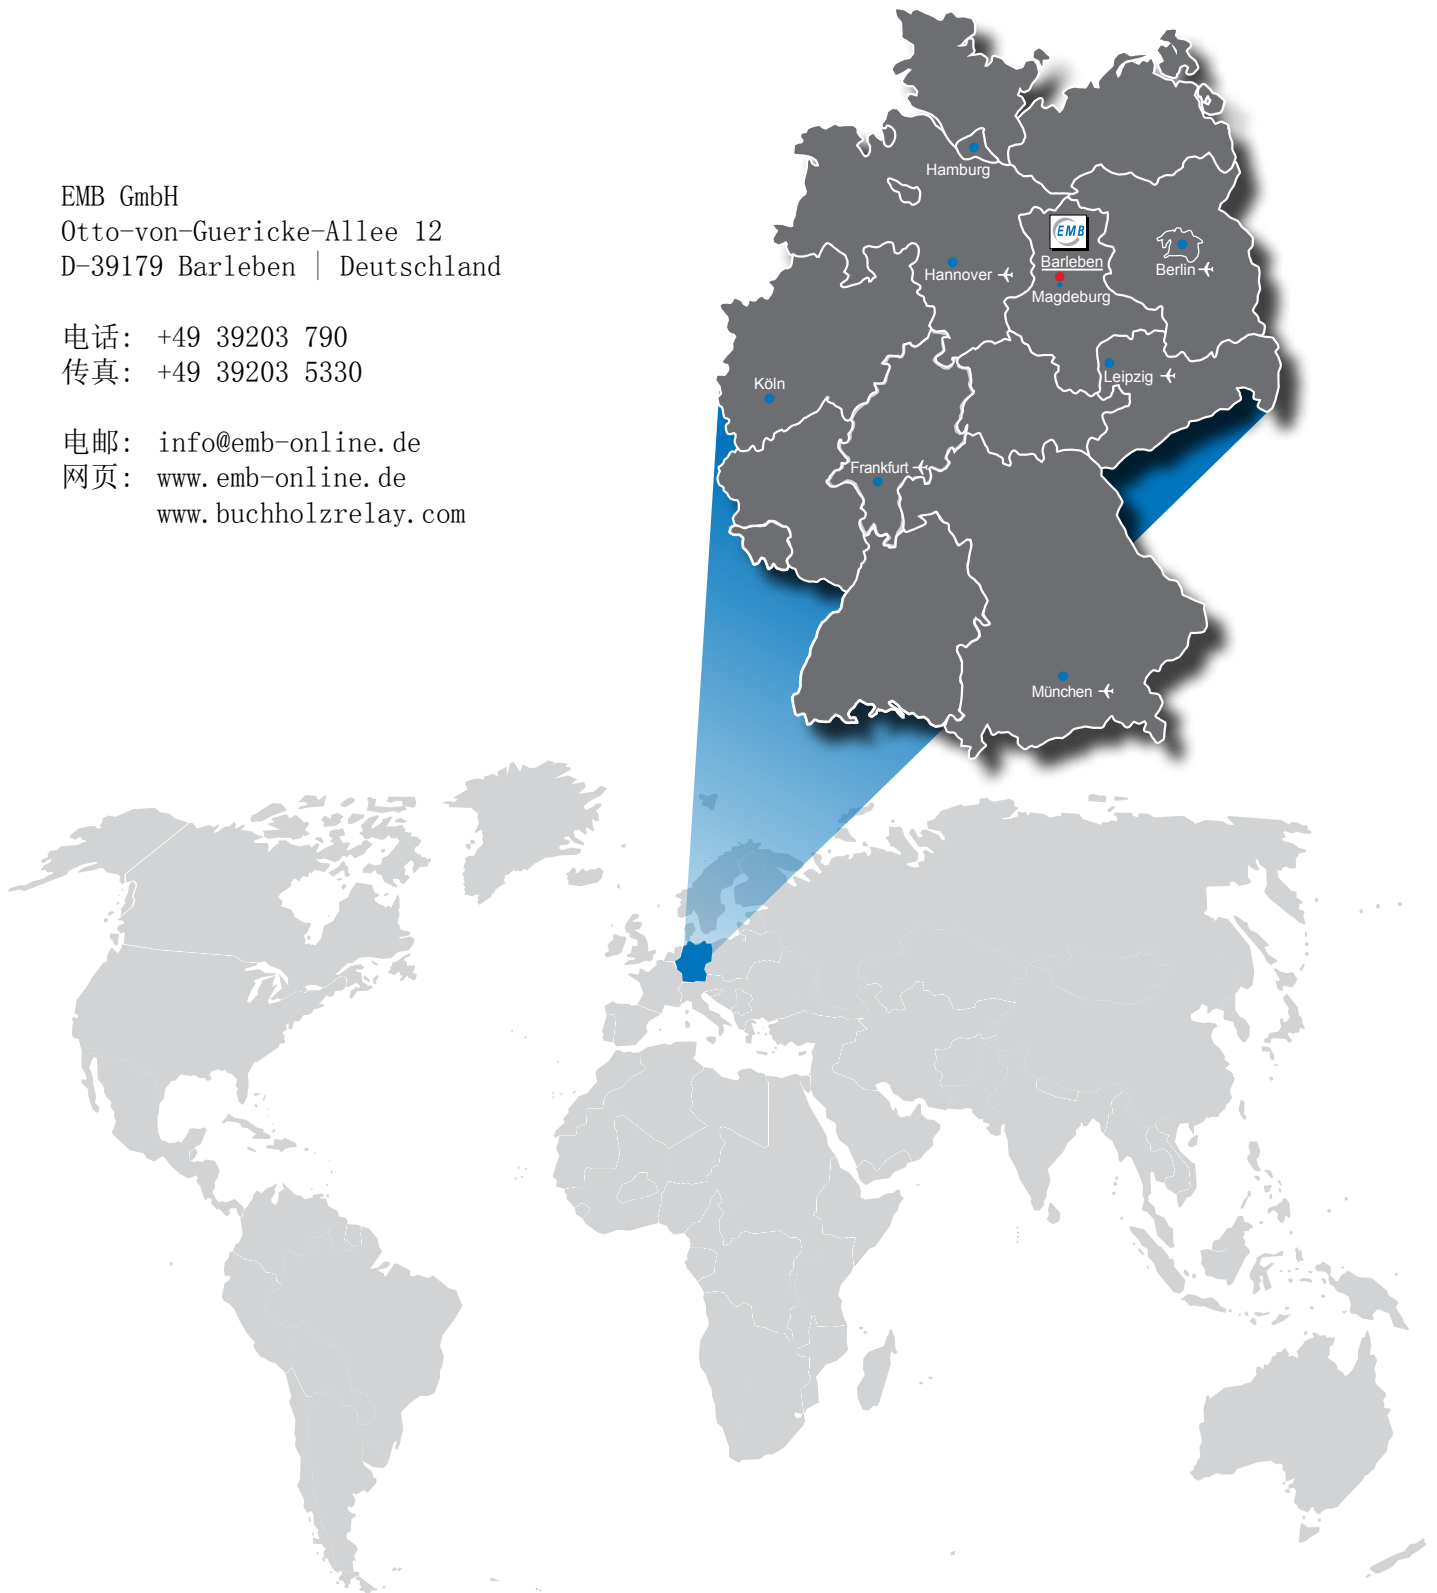 EMB GmbH
Otto-von-Guericke-Allee 12
D-39179 Barleben | Deutschland
电话: +49 39203 790
传真: +49 39203 5330
电邮: info@emb-online.de
网页: www.emb-online.de
www.buchholzrelay.com
Hamburg
EMB
Barleben
Hannover
Berlin
Magdeburg
Leipzig
Köln
Frankfurt
München